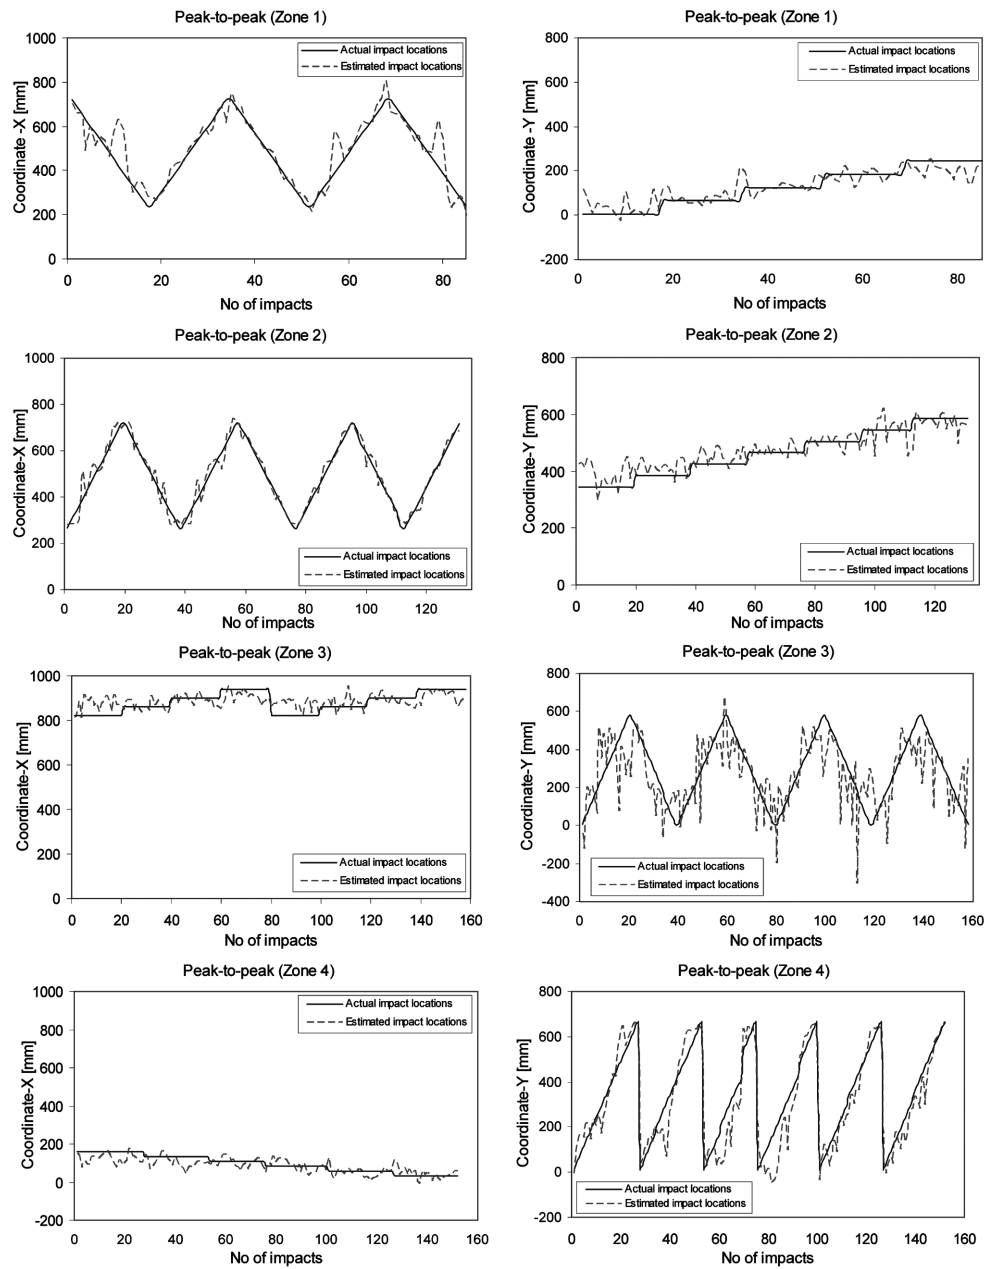 Peak-to-peak (Zone 1)
1000
800
600
400
200
0
Coordinate -X [mm]
Actual impact locations
Estimated impact locations
0 20 40 60 80
No of impacts
Peak-to-peak (Zone 1)
800
600
400
200
0
-200
Coordinate -Y [mm]
Actual impact locations
Estimated impact locations
0 20 40 60 80
No of impacts
Peak-to-peak (Zone 2)
1000
800
600
400
200
0
Coordinate-X [mm]
Actual impact locations
Estimated impact locations
0 20 40 60 80 100 120
No of impacts
Peak-to-peak (Zone 2)
800
600
400
200
0
Coordinate-Y [mm]
Actual impact locations
Estimated impact locations
0 20 40 60 80 100 120
No of impacts
Peak-to-peak (Zone 3)
1000
800
600
400
200
0
Coordinate-X [mm]
Actual impact locations
Estimated impact locations
0 20 40 60 80 100 120 140 160
No of impacts
Peak-to-peak (Zone 3)
800
600
400
200
0
-200
-400
Coordinate-Y [mm]
Actual impact locations
Estimated impact locations
0 20 40 60 80 100 120 140 160
No of impacts
Peak-to-peak (Zone 4)
1000
800
600
400
200
0
-200
Coordinate-X [mm]
Actual impact locations
Estimated impact locations
0 20 40 60 80 100 120 140 160
No of impacts
Peak-to-peak (Zone 4)
800
600
400
200
0
-200
Coordinate-Y [mm]
Actual impact locations
Estimated impact locations
0 20 40 60 80 100 120 140 160
No of impacts